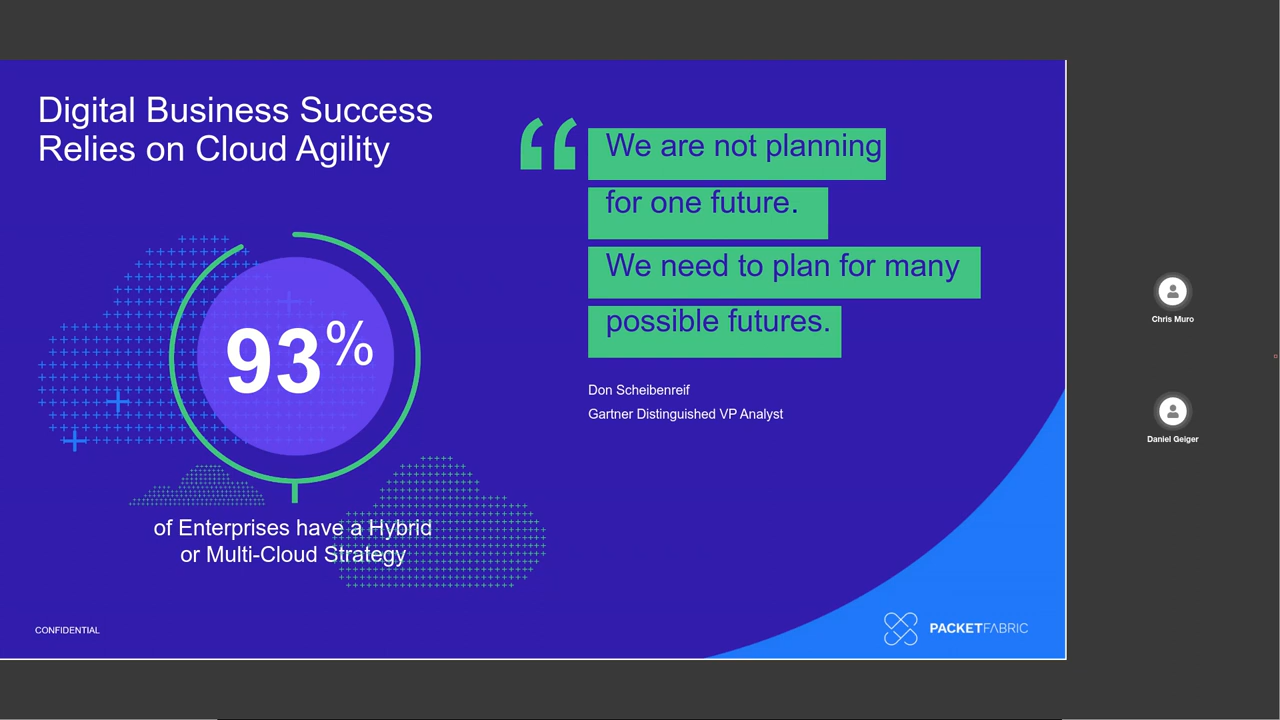 Digital Business Success
Relies on Cloud Agility
93%
of Enterprises have a Hybrid
or Multi-Cloud Strategy
“
We are not planning
for one future.
We need to plan for many
possible futures.
Don Scheibenreif
Gartner Distinguished VP Analyst
CONFIDENTIAL
PACKETFABRIC
Chris Muro
Daniel Geiger